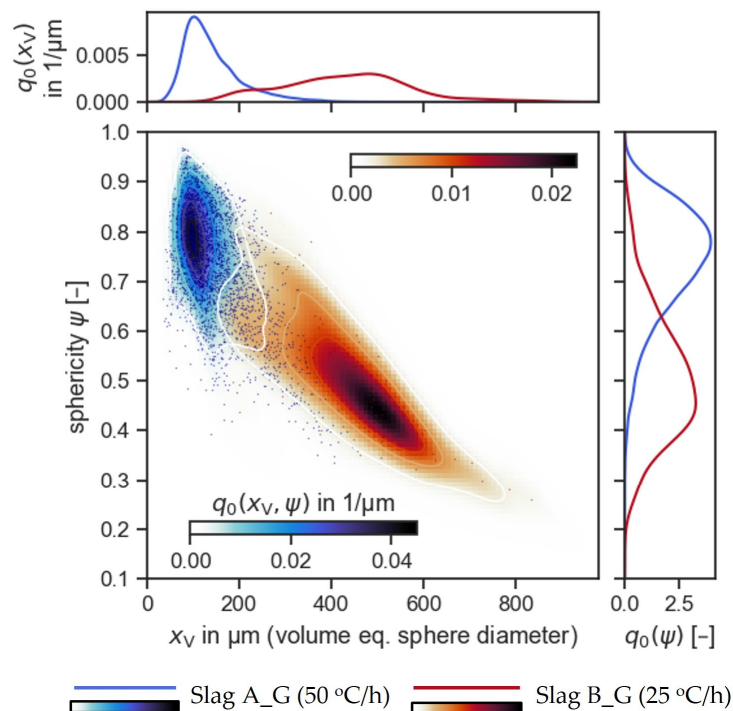 q₀(x_V)
in 1/µm
0.005
0.000
1.0
0.9
0.8
0.7
0.6
0.5
0.4
0.3
0.2
0.1
sphericity ψ [–]
0.00 0.01 0.02
q₀(x_V, ψ) in 1/µm
0.00 0.02 0.04
0 200 400 600 800
x_V in µm (volume eq. sphere diameter)
0.0 2.5
q₀(ψ) [–]
Slag A_G (50 °C/h) Slag B_G (25 °C/h)